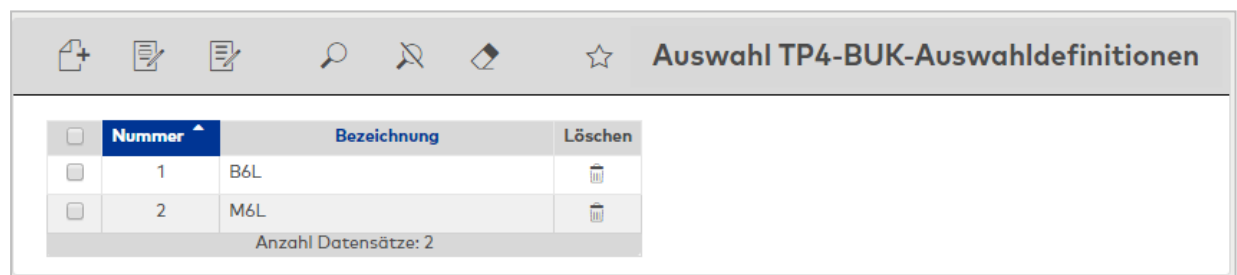 Auswahl TP4-BUK-Auswahldefinitionen
Nummer Bezeichnung Löschen
1 B6L
2 M6L
Anzahl Datensätze: 2